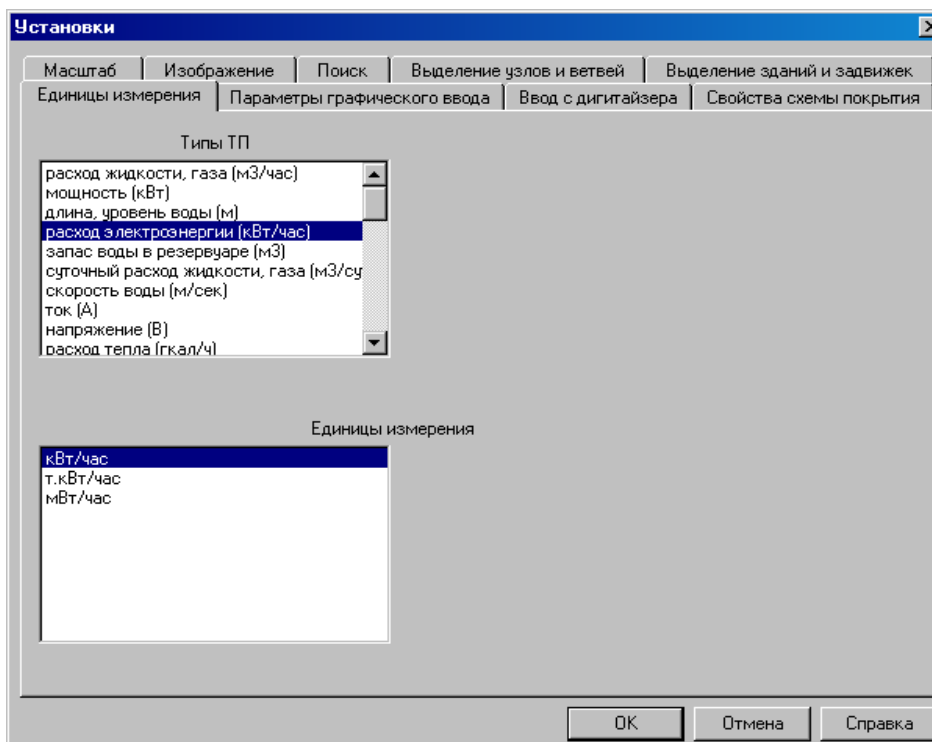 Установки
Масштаб Изображение Поиск Выделение узлов и ветвей Выделение зданий и задвижек
Единицы измерения Параметры графического ввода Ввод с дигитайзера Свойства схемы покрытия
Типы ТП
расход жидкости, газа (м3/час)
мощность (кВт)
длина, уровень воды (м)
расход электроэнергии (кВт/час)
запас воды в резервуаре (м3)
суточный расход жидкости, газа (м3/су
скорость воды (м/сек)
ток (А)
напряжение (В)
расход тепла (гкал/ч)
Единицы измерения
кВт/час
т.кВт/час
мВт/час
OK Отмена Справка